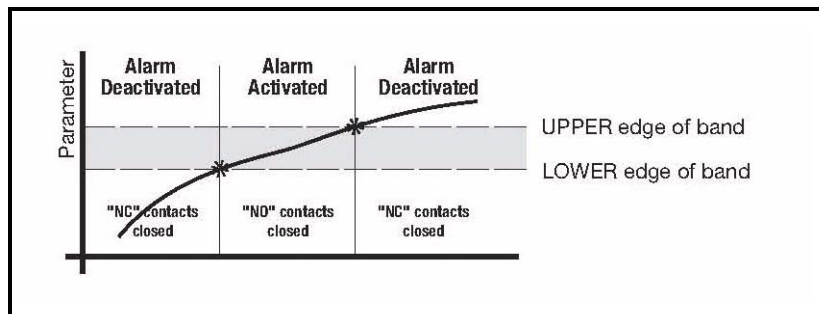 Parameter
Alarm
Deactivated
Alarm
Activated
Alarm
Deactivated
UPPER edge of band
LOWER edge of band
"NC" contacts
closed
"NO" contacts
closed
"NC" contacts
closed